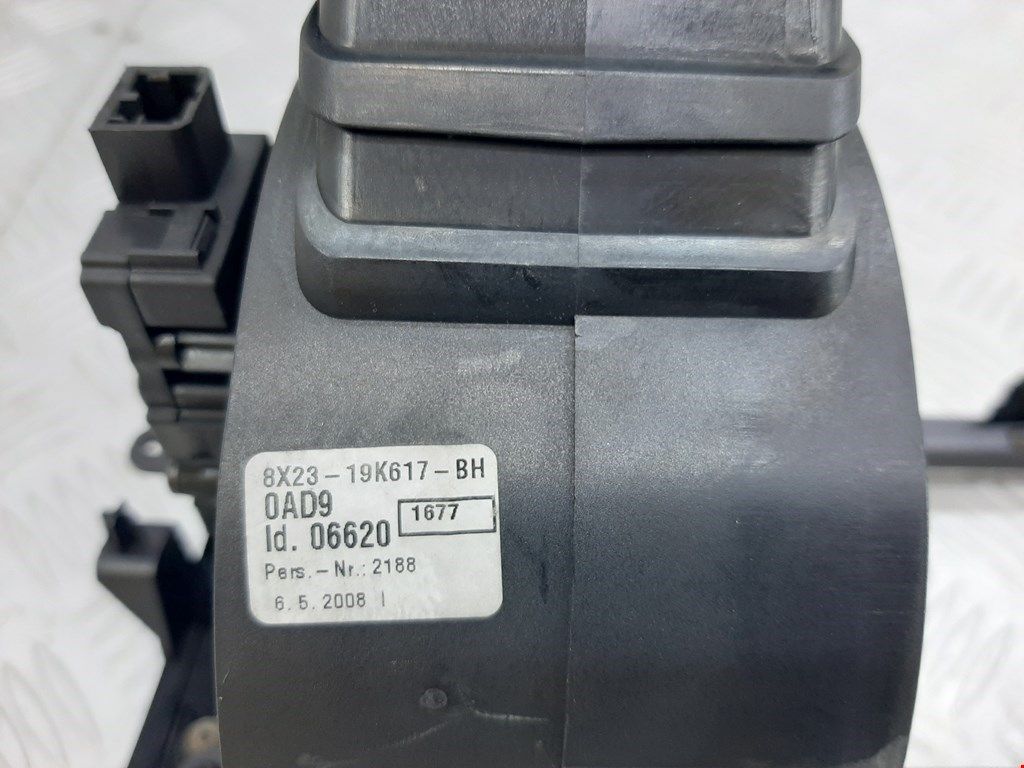 8X23-19K617-BH
0AD9
Id. 06620 1677
Pers.-Nr.:2188
6.5.2008 |